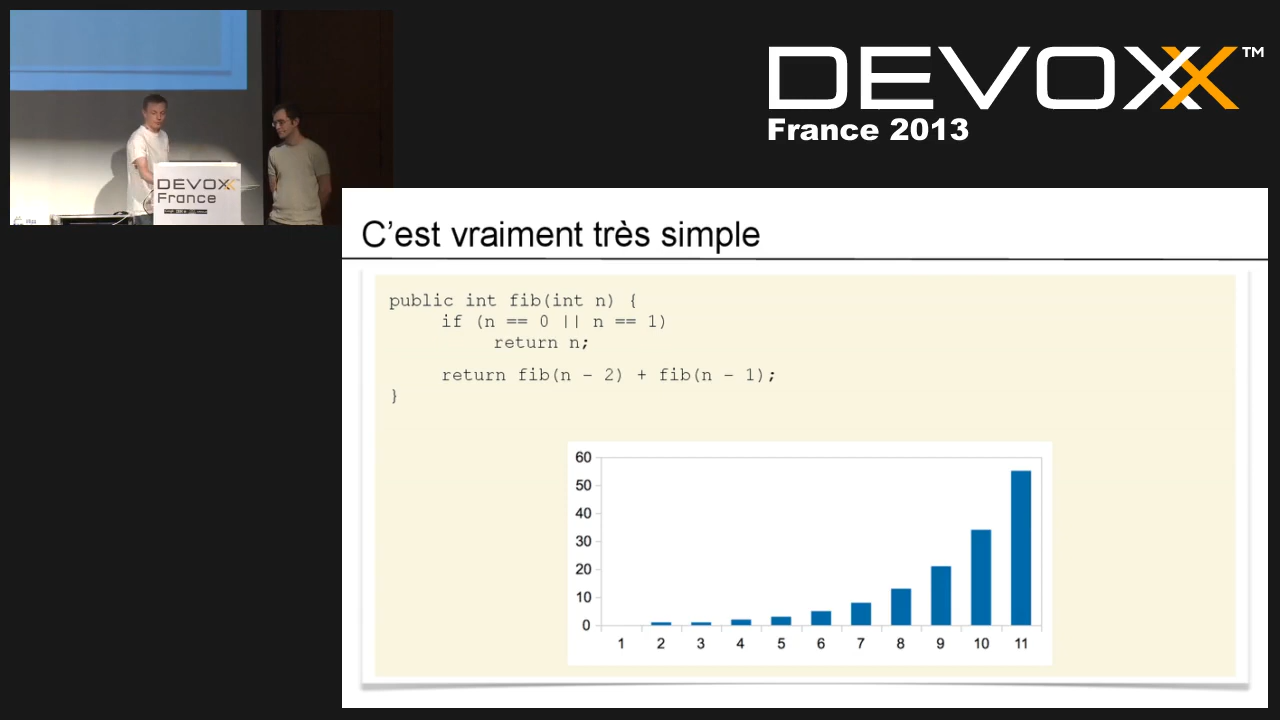 DEVOXX™
France 2013
DEVOXX
France
C'est vraiment très simple
public int fib(int n) {
if (n == 0 || n == 1)
return n;
return fib(n – 2) + fib(n – 1);
}
60
50
40
30
20
10
0
1 2 3 4 5 6 7 8 9 10 11